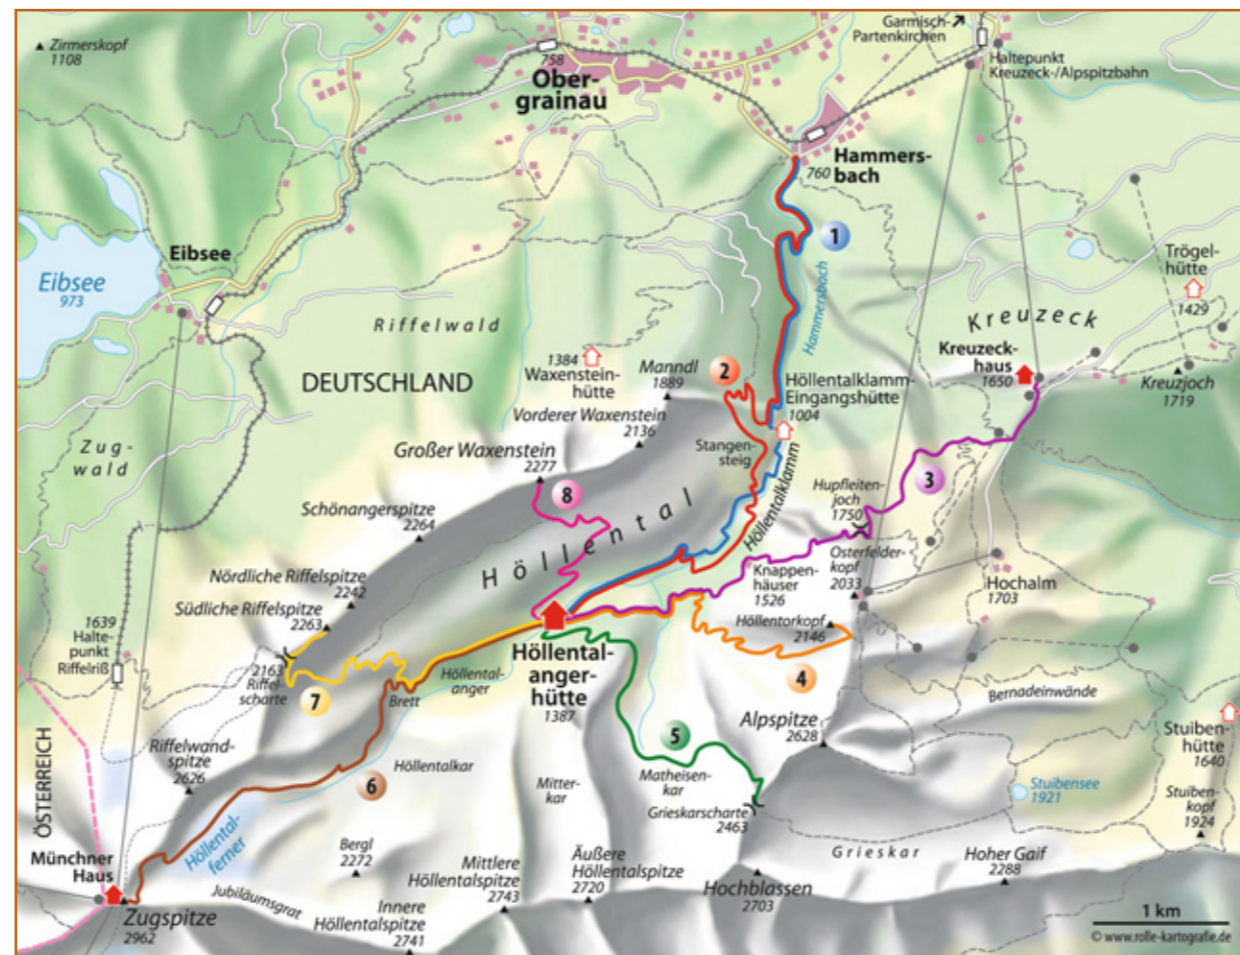 Zirmerskopf
1108
Garmisch-
Partenkirchen
758
Ober-
grainau
Haltepunkt
Kreuzeck-/Alpspitzbahn
Hammers-
bach
760
1
Eibsee
Eibsee
973
Hammersbach
Trögel-
hütte
1429
Riffelwald
Kreuzeck
Kreuzeck-
haus
1650
Kreuzjoch
1719
1384
Waxenstein-
hütte
Manndl
1889
2
Höllentalklamm-
Eingangshütte
1004
DEUTSCHLAND
Vorderer Waxenstein
2136
Zug-
wald
Großer Waxenstein
2277
Stangen-
steig
8
3
Hupfleiten-
joch
1750
Höllentalklamm
Schönangerspitze
2264
Höllental
Osterfelder-
kopf
2033
Knappen-
häuser
1526
Hochalm
1703
Nördliche Riffelspitze
2242
Südliche Riffelspitze
2263
Höllentorkopf
2146
1639
Halte-
punkt
Riffelriß
2163
Riffel-
scharte
7
Brett
Höllental-
anger
Höllental-
anger-
hütte
1387
4
Bernadeinwände
Alpspitze
2628
5
ÖSTERREICH
Riffelwand-
spitze
2626
Höllentalkar
6
Mitter-
kar
Matheisen-
kar
Grieskarscharte
2463
Stuiben-
hütte
1640
Stuibensee
1921
Stuiben-
kopf
1924
Höllental-
ferner
Münchner
Haus
Bergl
2272
Mittlere
Höllentalspitze
2743
Äußere
Höllentalspitze
2720
Grieskar
Hoher Gaif
2288
Hochblassen
2703
Zugspitze
2962
Jubiläumsgrat
Innere
Höllentalspitze
2741
1 km
© www.rolle-kartografie.de